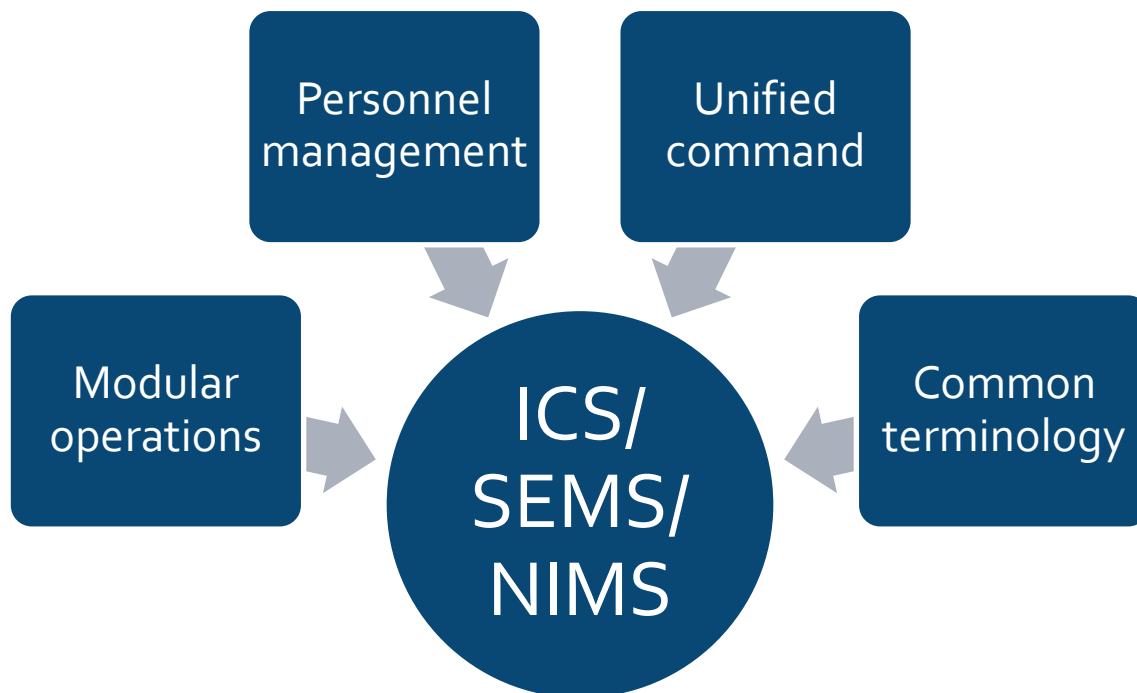 Personnel
management
Unified
command
Modular
operations
Common
terminology
ICS/
SEMS/
NIMS